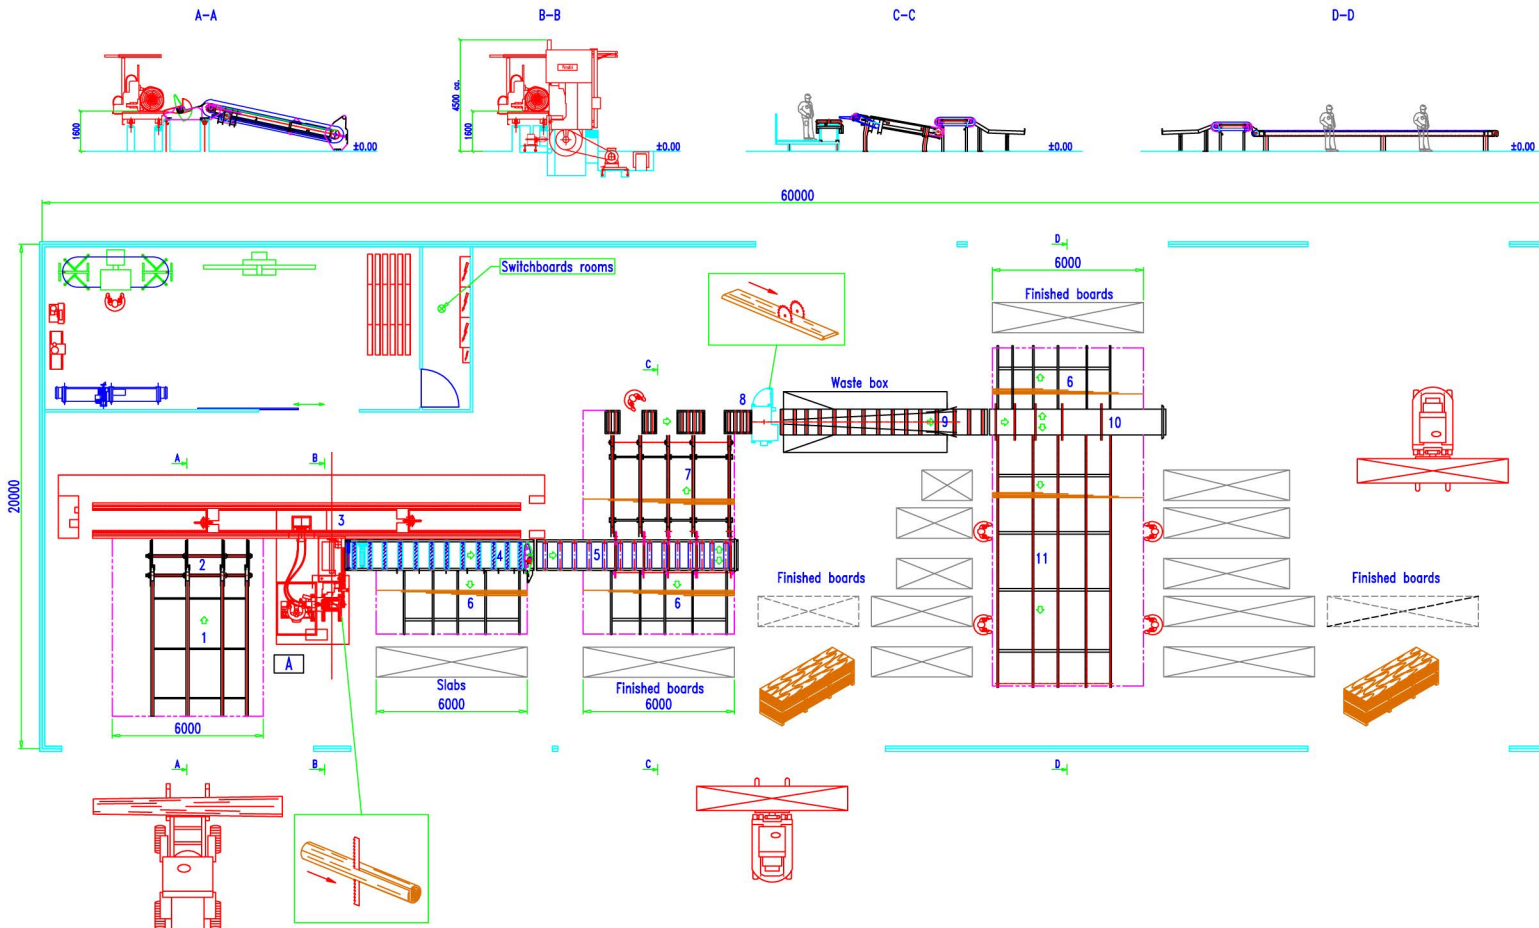 A-A
B-B
C-C
D-D
1600
±0.00
4500 ca.
1600
±0.00
±0.00
±0.00
60000
20000
Switchboards rooms
D
6000
Finished boards
C
Waste box
8
6
9
10
7
A
B
3
2
4
5
1
6
6
11
A
Slabs
6000
Finished boards
6000
Finished boards
Finished boards
6000
A
B
C
D